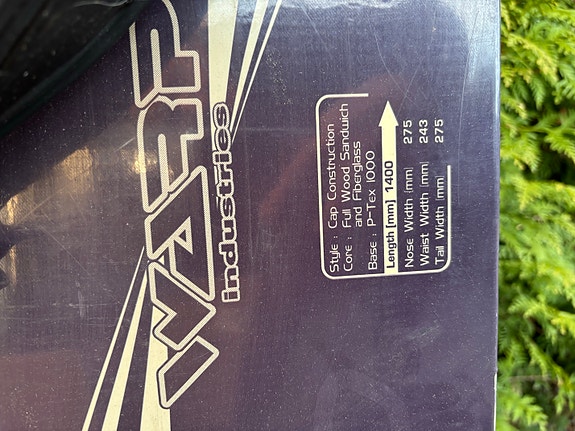 WARP
industries
Style : Cap Construction
Core : Full Wood Sandwich
and Fiberglass
Base : P-Tex 1000
Length (mm) 1400
Nose Width (mm) 275
Waist Width (mm) 243
Tail Width (mm) 275